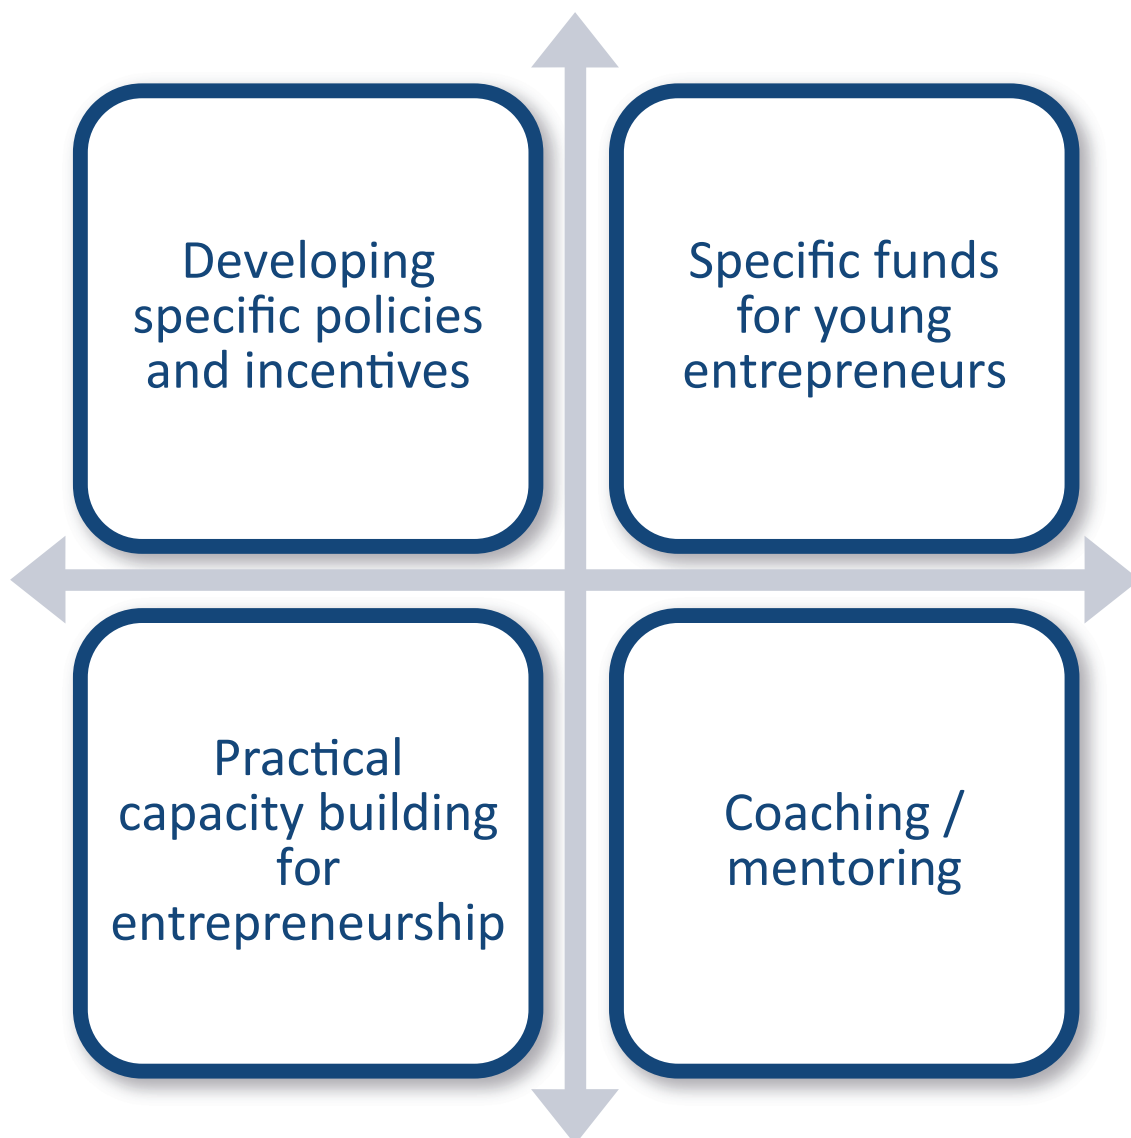 Developing
specific policies
and incentives
Specific funds
for young
entrepreneurs
Practical
capacity building
for
entrepreneurship
Coaching /
mentoring